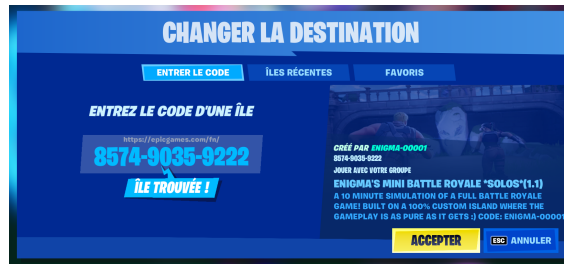 CHANGER LA DESTINATION
ENTRER LE CODE
ÎLES RÉCENTES
FAVORIS
ENTREZ LE CODE D'UNE ÎLE
https://epicgames.com/fn/
8574-9035-9222
ÎLE TROUVÉE !
CRÉÉ PAR ENIGMA-00001
8574-9035-9222
JOUER AVEC VOTRE GROUPE
ENIGMA'S MINI BATTLE ROYALE *SOLOS*(1.1)
A 10 MINUTE SIMULATION OF A FULL BATTLE ROYALE
GAME! BUILT ON A 100% CUSTOM ISLAND WHERE THE
GAMEPLAY IS AS PURE AS IT GETS :) CODE: ENIGMA-00001
ACCEPTER
ESC ANNULER